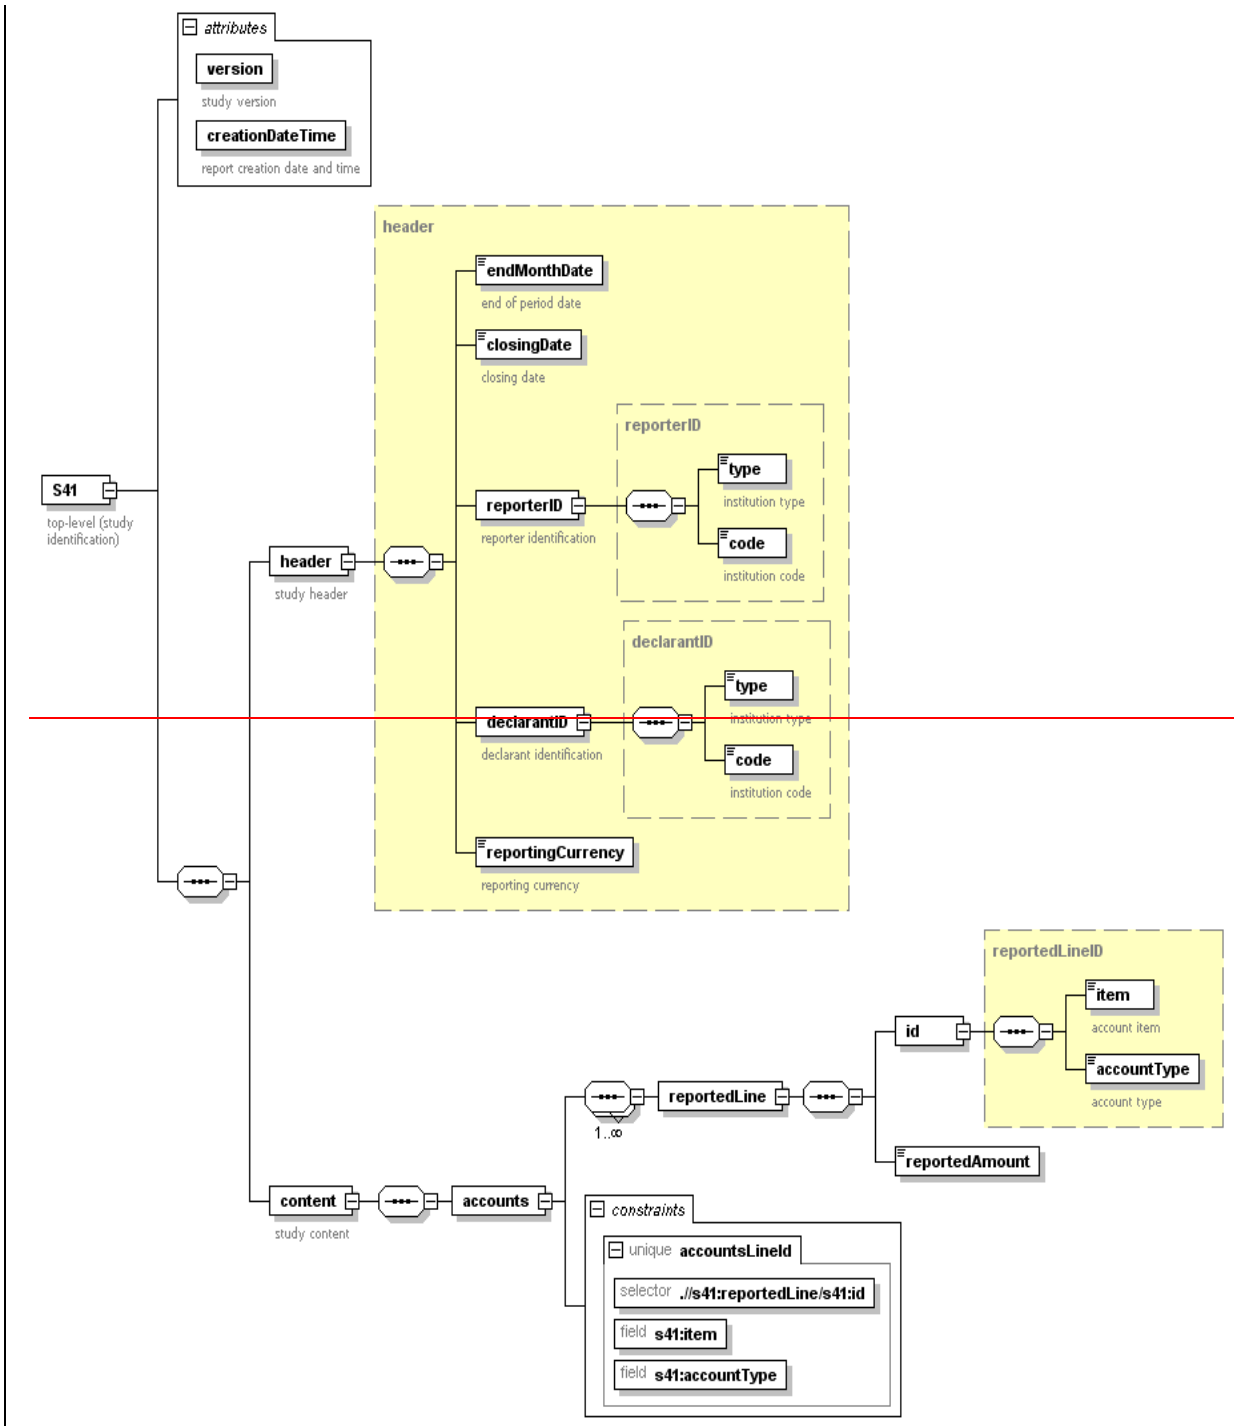 attributes
version
study version
creationDateTime
report creation date and time
header
endMonthDate
end of period date
closingDate
closing date
reporterID
type
institution type
reporterID
reporter identification
code
institution code
S41
top-level (study
identification)
header
study header
declarantID
type
institution type
declarantID
declarant identification
code
institution code
reportingCurrency
reporting currency
reportedLineID
item
account item
id
accountType
account type
reportedLine
1..∞
reportedAmount
content
study content
accounts
constraints
unique accountsLineId
selector .//s41:reportedLine/s41:id
field s41:item
field s41:accountType